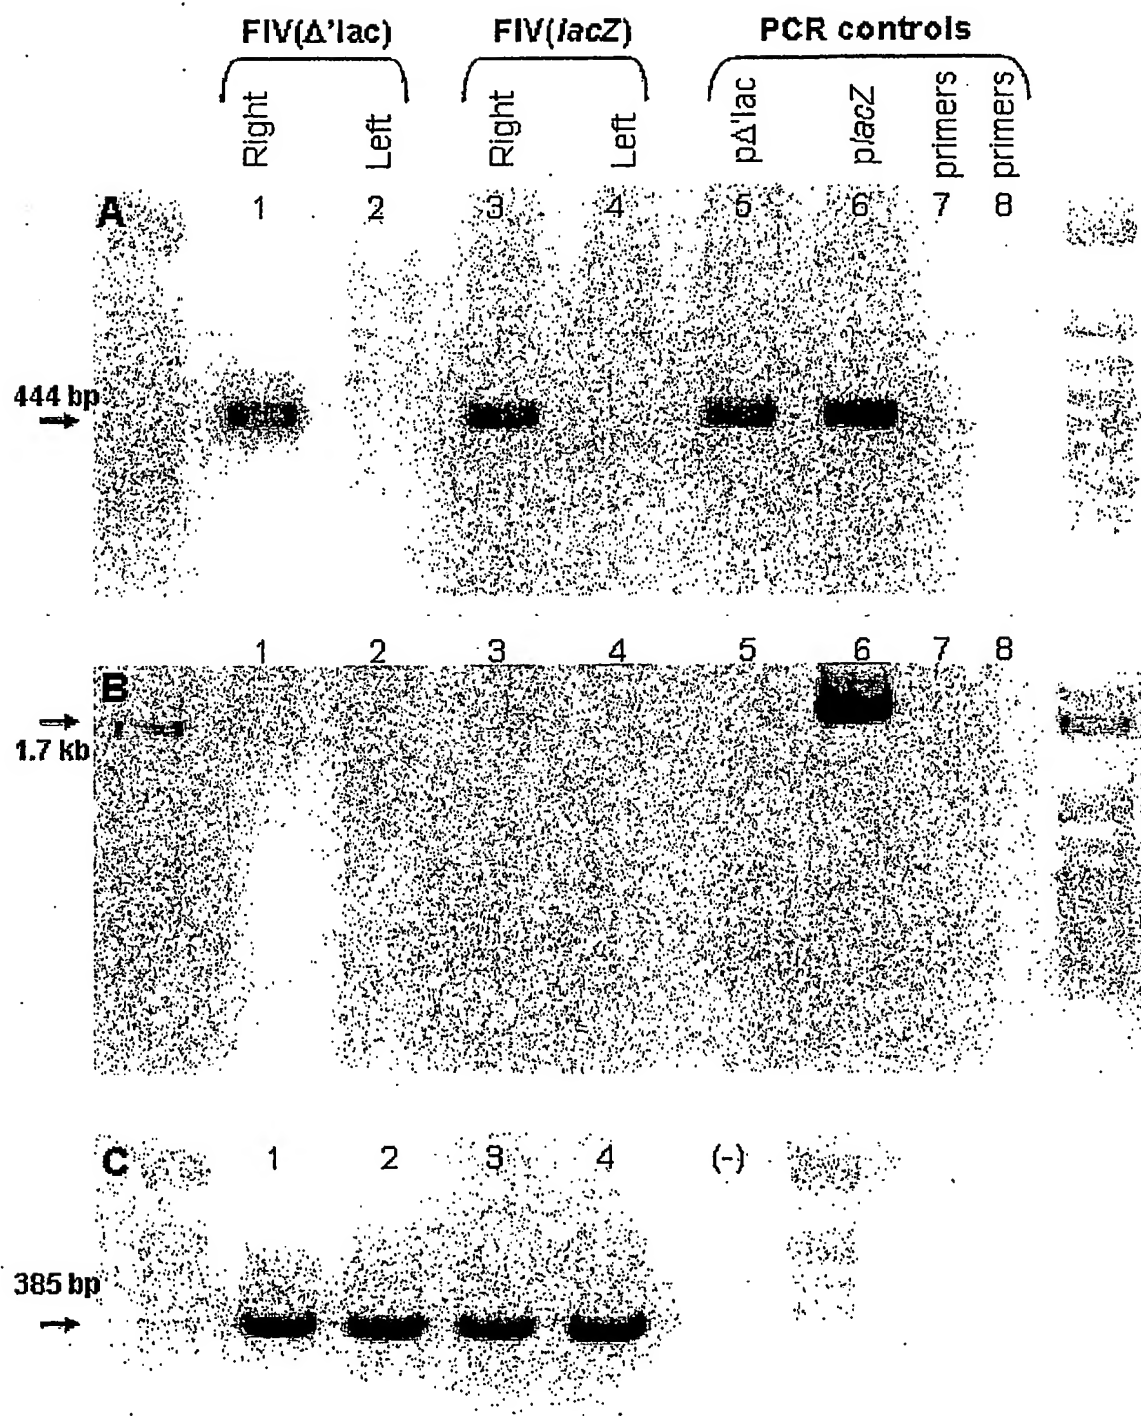 FIV(Δ'lac) FIV(lacZ) PCR controls
Right Left Right Left pΔ'lac placZ primers primers
A 1 2 3 4 5 6 7 8
444 bp
1 2 3 4 5 6 7 8
B
1.7 kb
C 1 2 3 4 (-)
385 bp